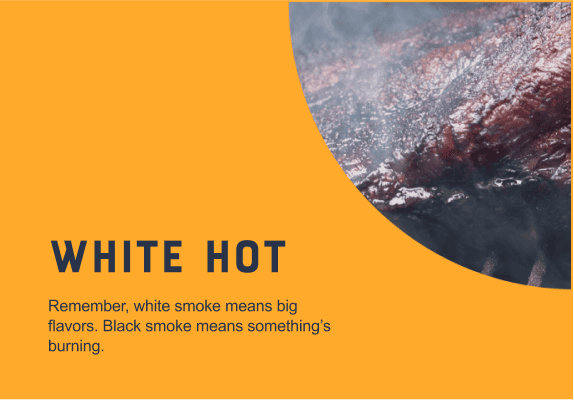 WHITE HOT
Remember, white smoke means big
flavors. Black smoke means something’s
burning.